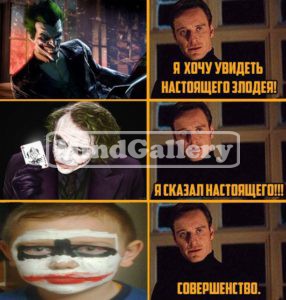 Я ХОЧУ УВИДЕТЬ
НАСТОЯЩЕГО ЗЛОДЕЯ!
Я СКАЗАЛ НАСТОЯЩЕГО!!!
СОВЕРШЕНСТВО.